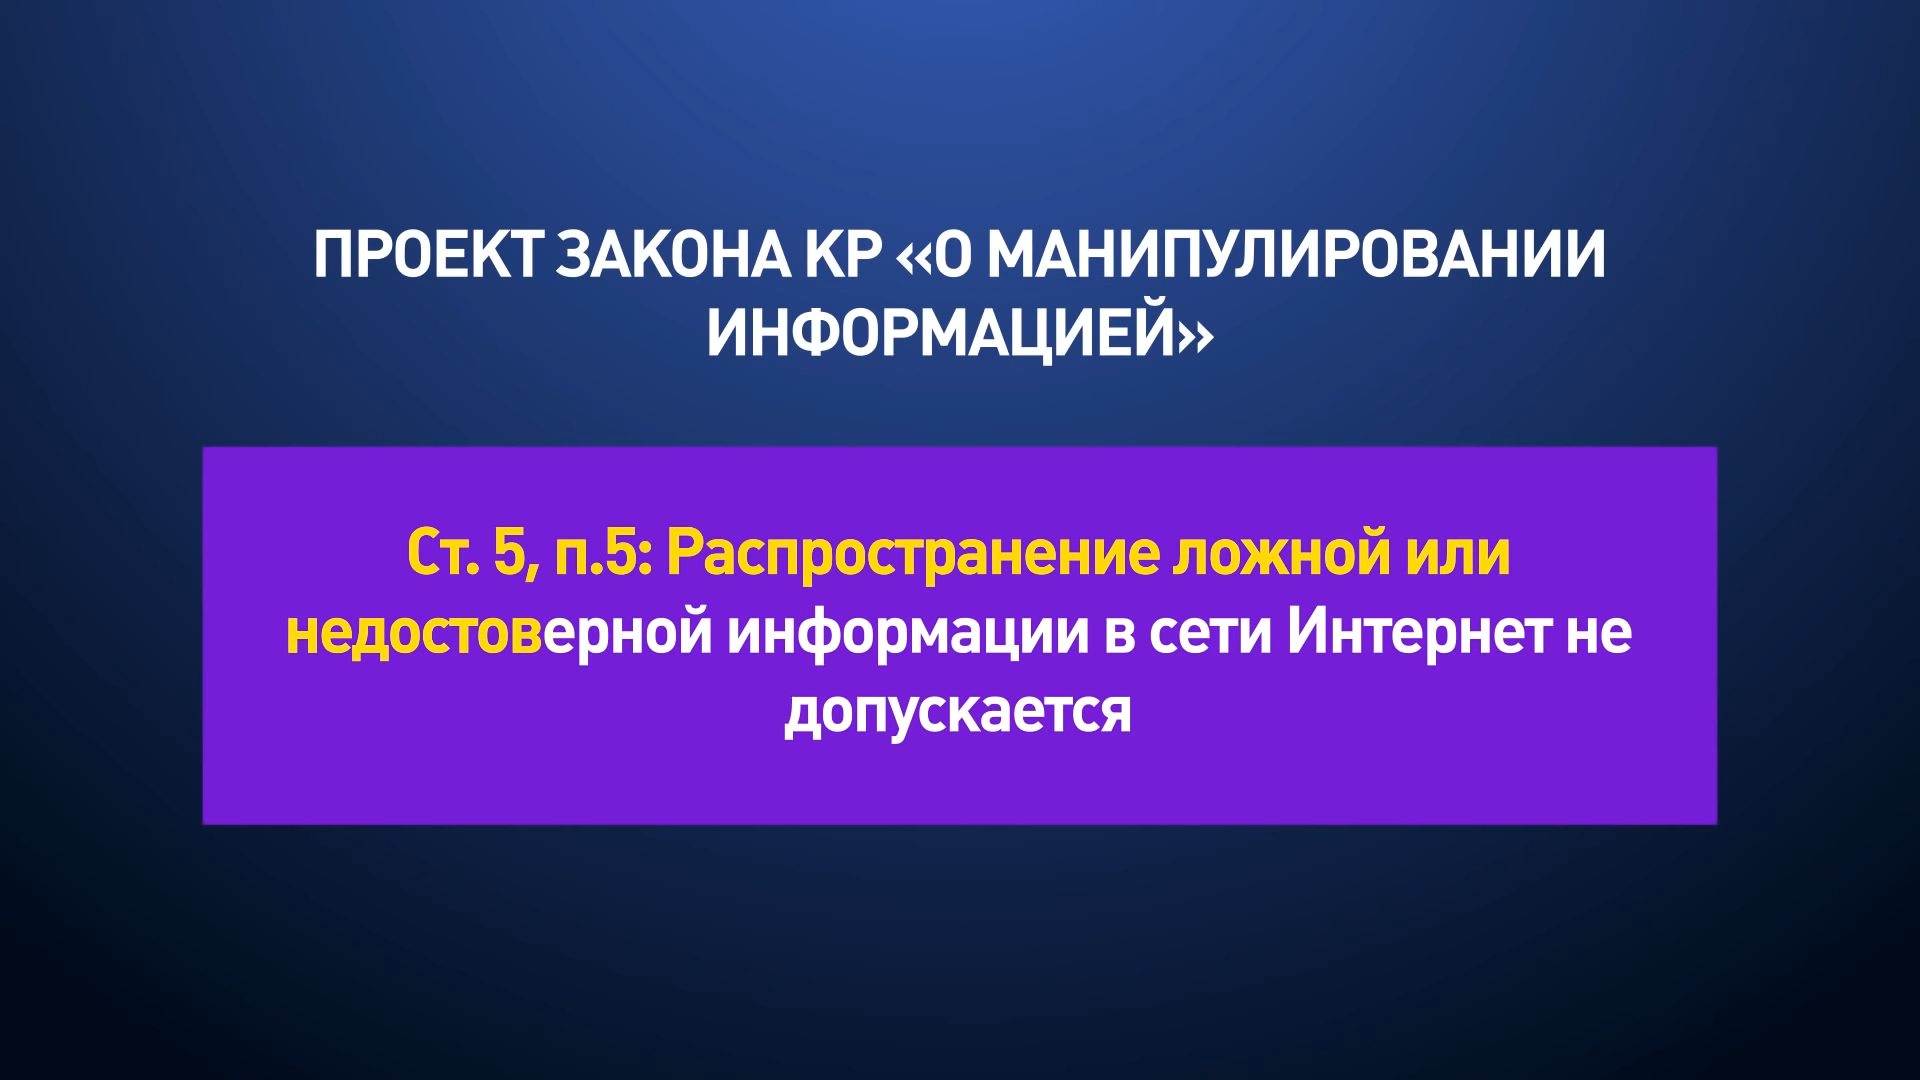 ПРОЕКТ ЗАКОНА КР «О МАНИПУЛИРОВАНИИ
ИНФОРМАЦИЕЙ»
Ст. 5, п.5: Распространение ложной или
недостоверной информации в сети Интернет не
допускается